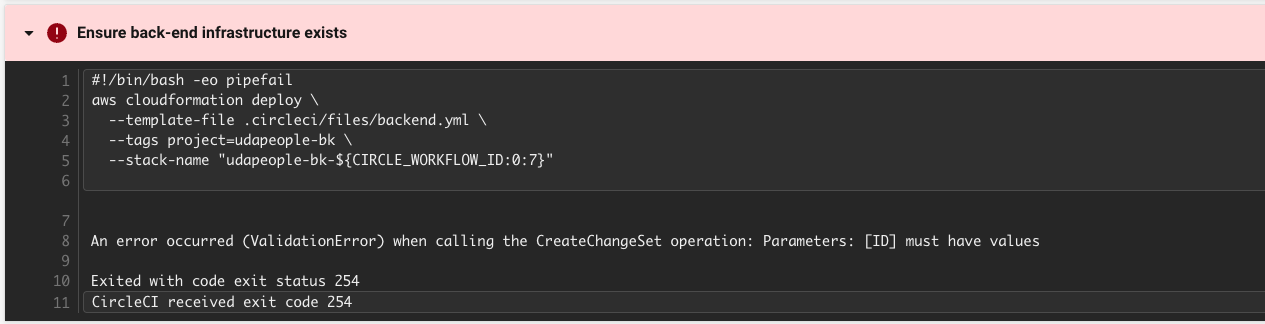 Ensure back-end infrastructure exists
1 #!/bin/bash -eo pipefail
2 aws cloudformation deploy \
3   --template-file .circleci/files/backend.yml \
4   --tags project=udapeople-bk \
5   --stack-name "udapeople-bk-${CIRCLE_WORKFLOW_ID:0:7}"
6
7
8 An error occurred (ValidationError) when calling the CreateChangeSet operation: Parameters: [ID] must have values
9
10 Exited with code exit status 254
11 CircleCI received exit code 254